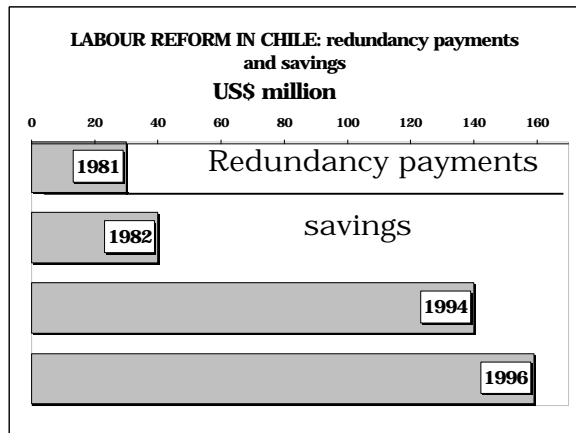 LABOUR REFORM IN CHILE: redundancy payments
and savings
US$ million
0 20 40 60 80 100 120 140 160
1981 Redundancy payments
1982 savings
1994
1996